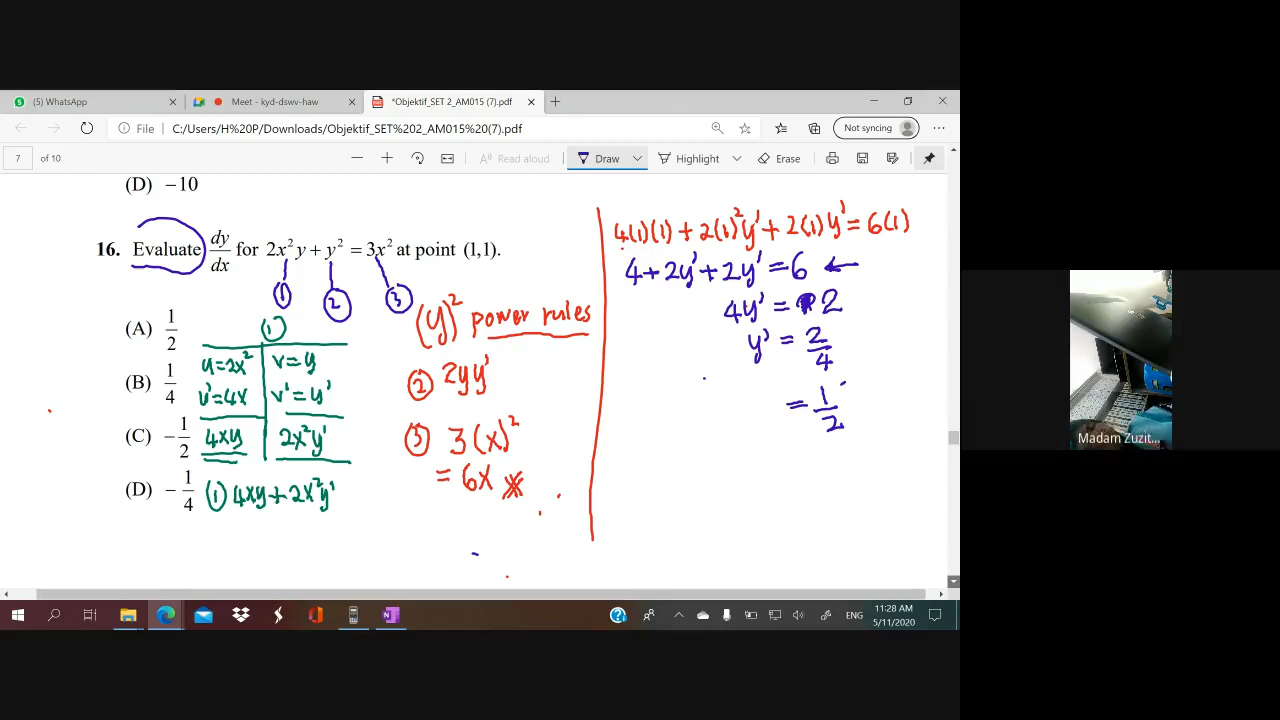 (5) WhatsApp
Meet - kyd-dswv-haw
*Objektif_SET 2_AM015 (7).pdf
File
C:/Users/H%20P/Downloads/Objektif_SET%202_AM015%20(7).pdf
Not syncing
7 of 10
Read aloud
Draw
Highlight
Erase
(D) −10
16. Evaluate dy/dx for 2x²y + y² = 3x² at point (1,1).
① ② ③
(A) 1/2
(B) 1/4
(C) −1/2
(D) −1/4
①
u=2x² v=y
u'=4x v'=y'
4xy 2x²y'
① 4xy+2x²y'
(y)² power rules
② 2yy'
③ 3(x)²
= 6x
4(1)(1) + 2(1)²y' + 2(1)y' = 6(1)
4+2y'+2y' = 6 ←
4y' = 2
y' = 2/4
= 1/2
Madam Zuzit...
ENG
11:28 AM
5/11/2020